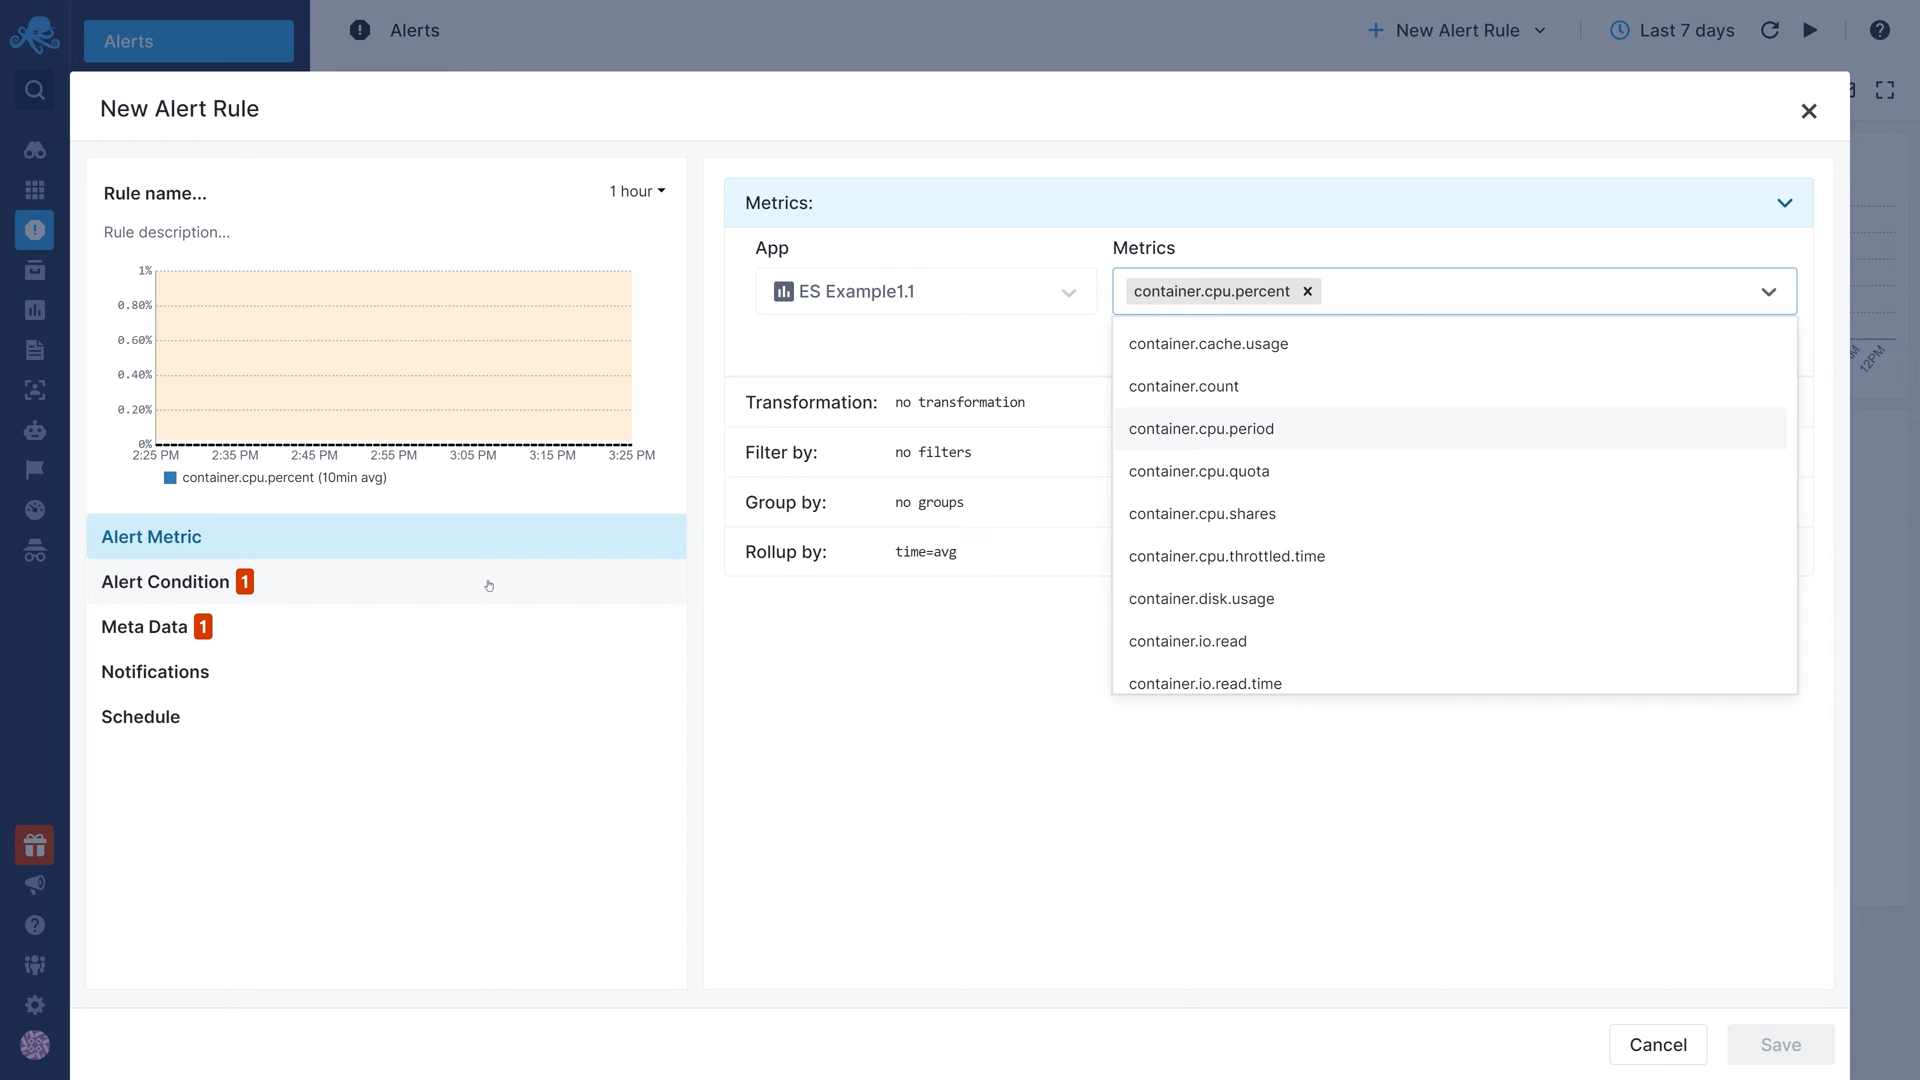 Alerts
Alerts
New Alert Rule
Last 7 days
New Alert Rule
Rule name...
1 hour
Rule description...
1%
0.80%
0.60%
0.40%
0.20%
0%
2:25 PM
2:35 PM
2:45 PM
2:55 PM
3:05 PM
3:15 PM
3:25 PM
container.cpu.percent (10min avg)
Alert Metric
Alert Condition 1
Meta Data 1
Notifications
Schedule
Metrics:
App
Metrics
ES Example1.1
container.cpu.percent
container.cache.usage
container.count
container.cpu.period
container.cpu.quota
container.cpu.shares
container.cpu.throttled.time
container.disk.usage
container.io.read
container.io.read.time
Transformation: no transformation
Filter by: no filters
Group by: no groups
Rollup by: time=avg
12PM
Cancel
Save